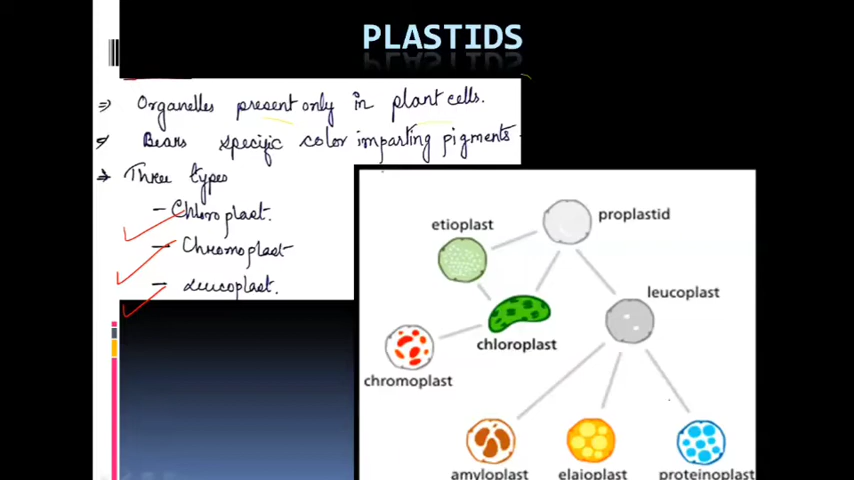 PLASTIDS
⇒ Organelles present only in plant cells.
⇒ Bears specific color imparting pigments.
⇒ Three types
- Chloroplast.
- Chromoplast
- Leucoplast.
proplastid
etioplast
leucoplast
chloroplast
chromoplast
amyloplast
elaioplast
proteinoplast